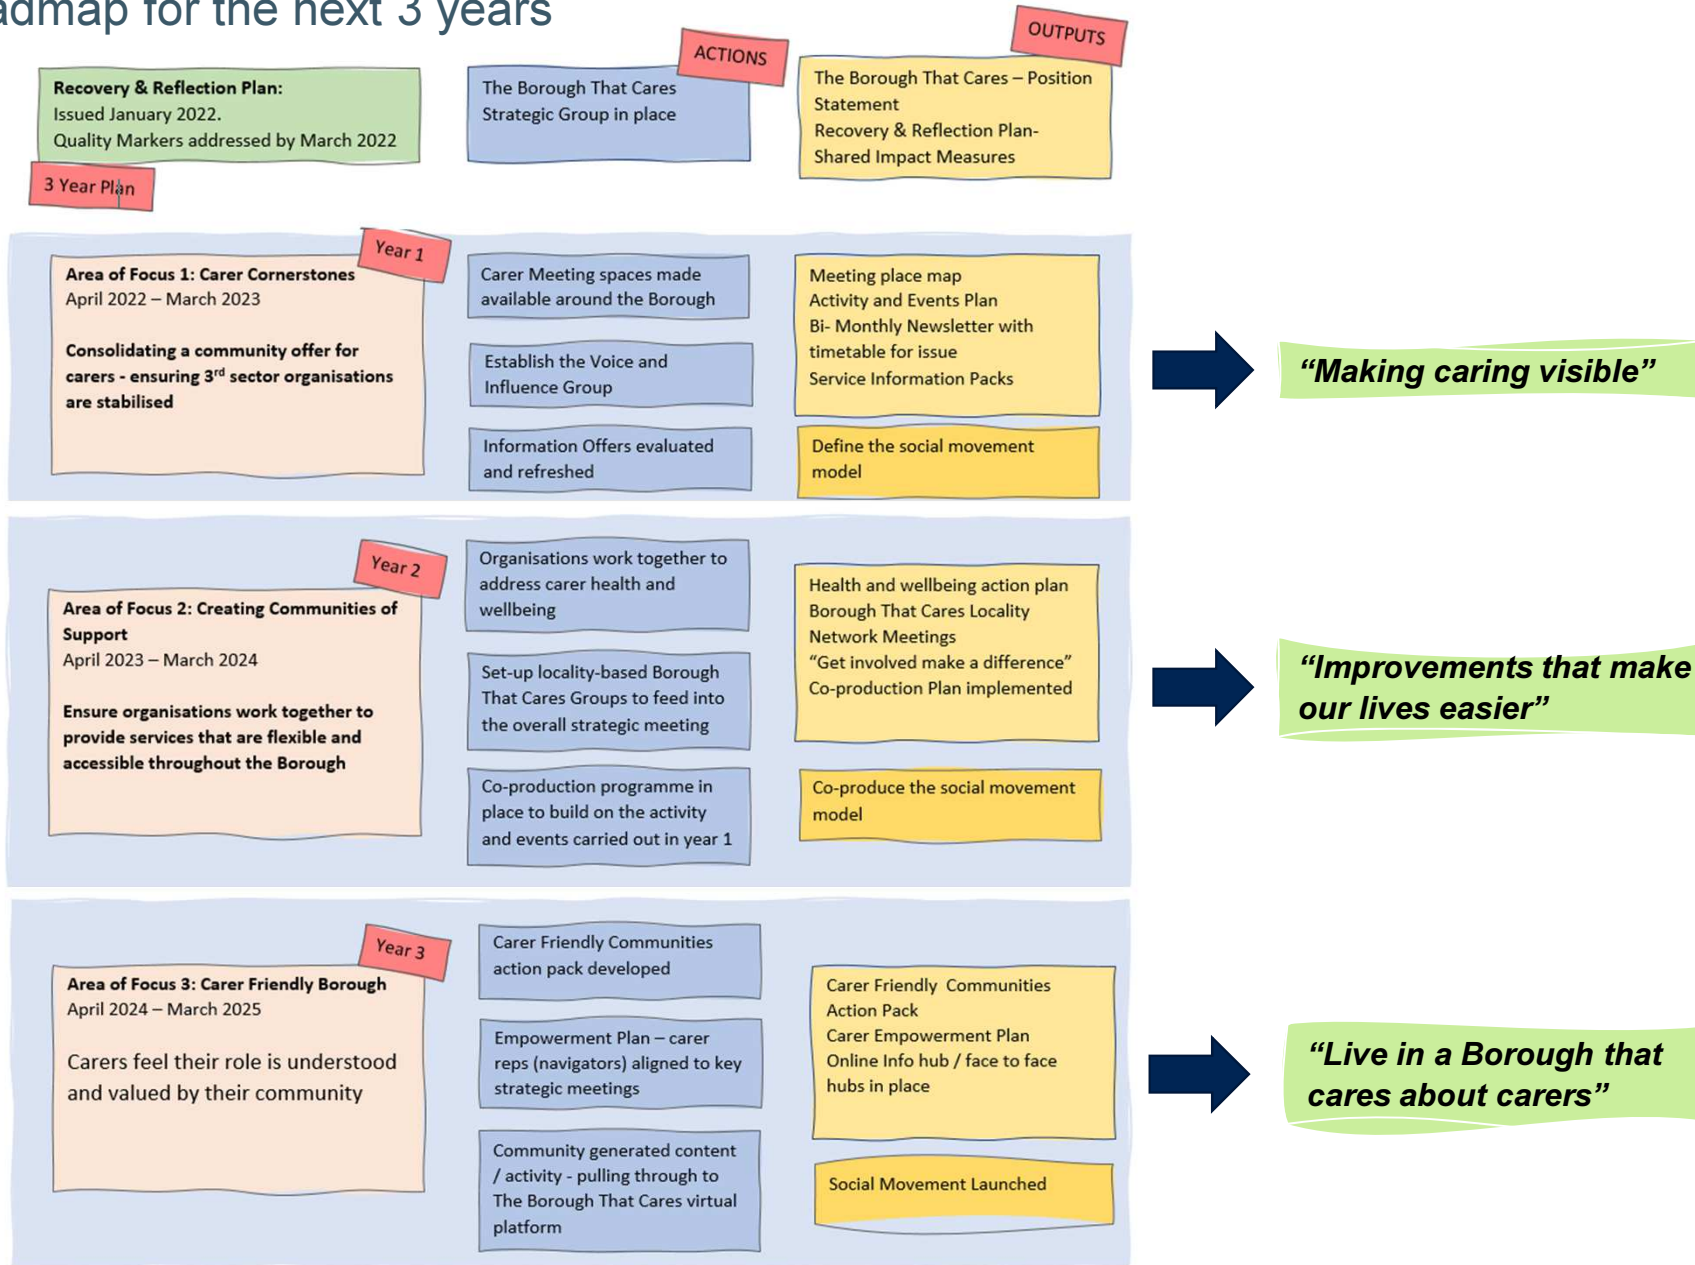 admap for the next 3 years
ACTIONS
OUTPUTS
Recovery & Reflection Plan:
Issued January 2022.
Quality Markers addressed by March 2022
The Borough That Cares
Strategic Group in place
The Borough That Cares – Position
Statement
Recovery & Reflection Plan-
Shared Impact Measures
3 Year Plan
Year 1
Area of Focus 1: Carer Cornerstones
April 2022 – March 2023
Consolidating a community offer for
carers - ensuring 3rd sector organisations
are stabilised
Carer Meeting spaces made
available around the Borough
Establish the Voice and
Influence Group
Information Offers evaluated
and refreshed
Meeting place map
Activity and Events Plan
Bi- Monthly Newsletter with
timetable for issue
Service Information Packs
Define the social movement
model
“Making caring visible”
Year 2
Area of Focus 2: Creating Communities of
Support
April 2023 – March 2024
Ensure organisations work together to
provide services that are flexible and
accessible throughout the Borough
Organisations work together to
address carer health and
wellbeing
Set-up locality-based Borough
That Cares Groups to feed into
the overall strategic meeting
Co-production programme in
place to build on the activity
and events carried out in year 1
Health and wellbeing action plan
Borough That Cares Locality
Network Meetings
“Get involved make a difference”
Co-production Plan implemented
Co-produce the social movement
model
“Improvements that make
our lives easier”
Year 3
Area of Focus 3: Carer Friendly Borough
April 2024 – March 2025
Carers feel their role is understood
and valued by their community
Carer Friendly Communities
action pack developed
Empowerment Plan – carer
reps (navigators) aligned to key
strategic meetings
Community generated content
/ activity - pulling through to
The Borough That Cares virtual
platform
Carer Friendly Communities
Action Pack
Carer Empowerment Plan
Online Info hub / face to face
hubs in place
Social Movement Launched
“Live in a Borough that
cares about carers”